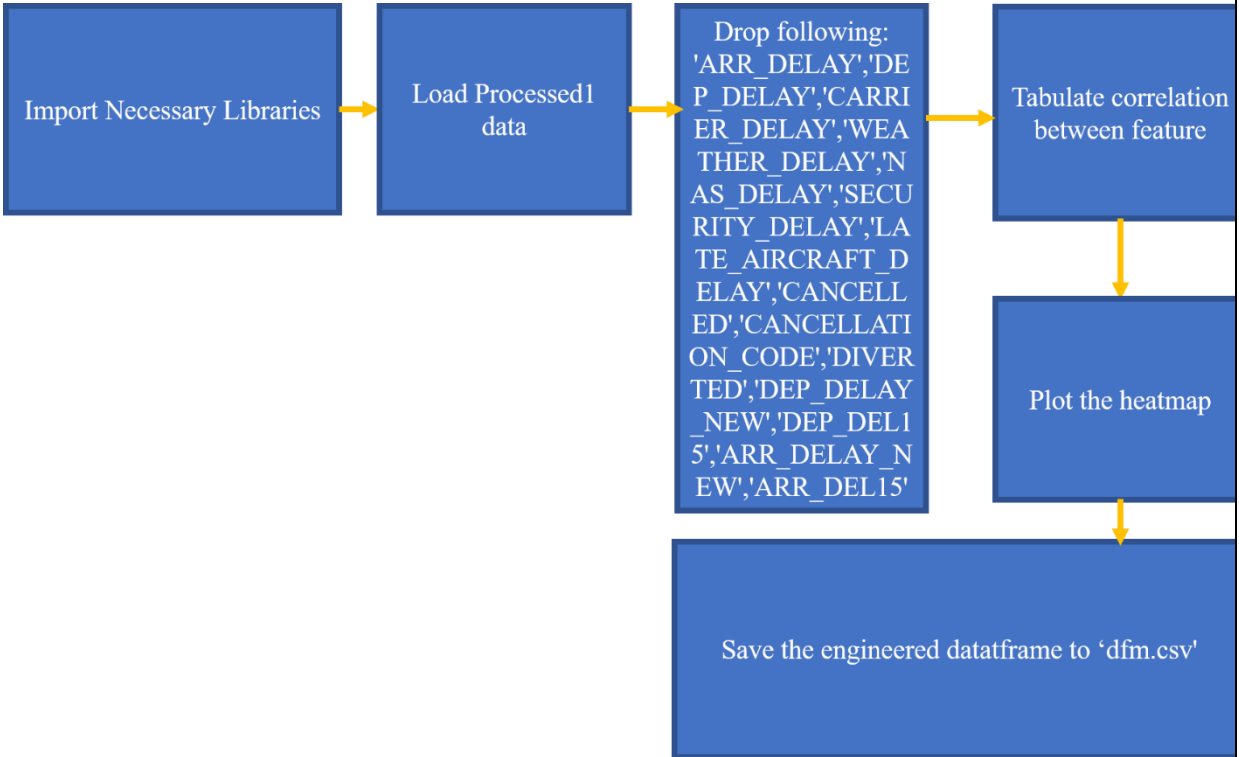 Import Necessary Libraries
Load Processed1
data
Drop following:
'ARR_DELAY','DE
P_DELAY','CARRI
ER_DELAY','WEA
THER_DELAY','N
AS_DELAY','SECU
RITY_DELAY','LA
TE_AIRCRAFT_D
ELAY','CANCELL
ED','CANCELLATI
ON_CODE','DIVER
TED','DEP_DELAY
_NEW','DEP_DEL1
5','ARR_DELAY_N
EW','ARR_DEL15'
Tabulate correlation
between feature
Plot the heatmap
Save the engineered datatframe to ‘dfm.csv'